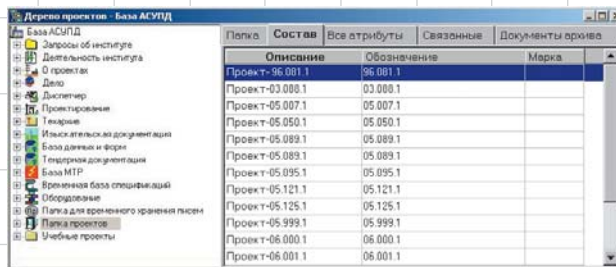 Дерево проектов - База АСУПД
База АСУПД
Запросы об институте
Деятельность института
О проектах
Дело
Диспетчер
Проектирование
Техархив
Изыскательская документация
База данных и форм
Тендерная документация
База МТР
Временная база спецификаций
Оборудование
Папка для временного хранения писем
Папка проектов
Учебные проекты
Папка Состав Все атрибуты Связанные Документы архива
Описание Обозначение Марка
Проект-96.081.1 96.081.1
Проект-03.088.1 03.088.1
Проект-05.007.1 05.007.1
Проект-05.050.1 05.050.1
Проект-05.089.1 05.089.1
Проект-05.089.1 05.089.1
Проект-05.095.1 05.095.1
Проект-05.121.1 05.121.1
Проект-05.125.1 05.125.1
Проект-05.999.1 05.999.1
Проект-06.000.1 06.000.1
Проект-06.001.1 06.001.1